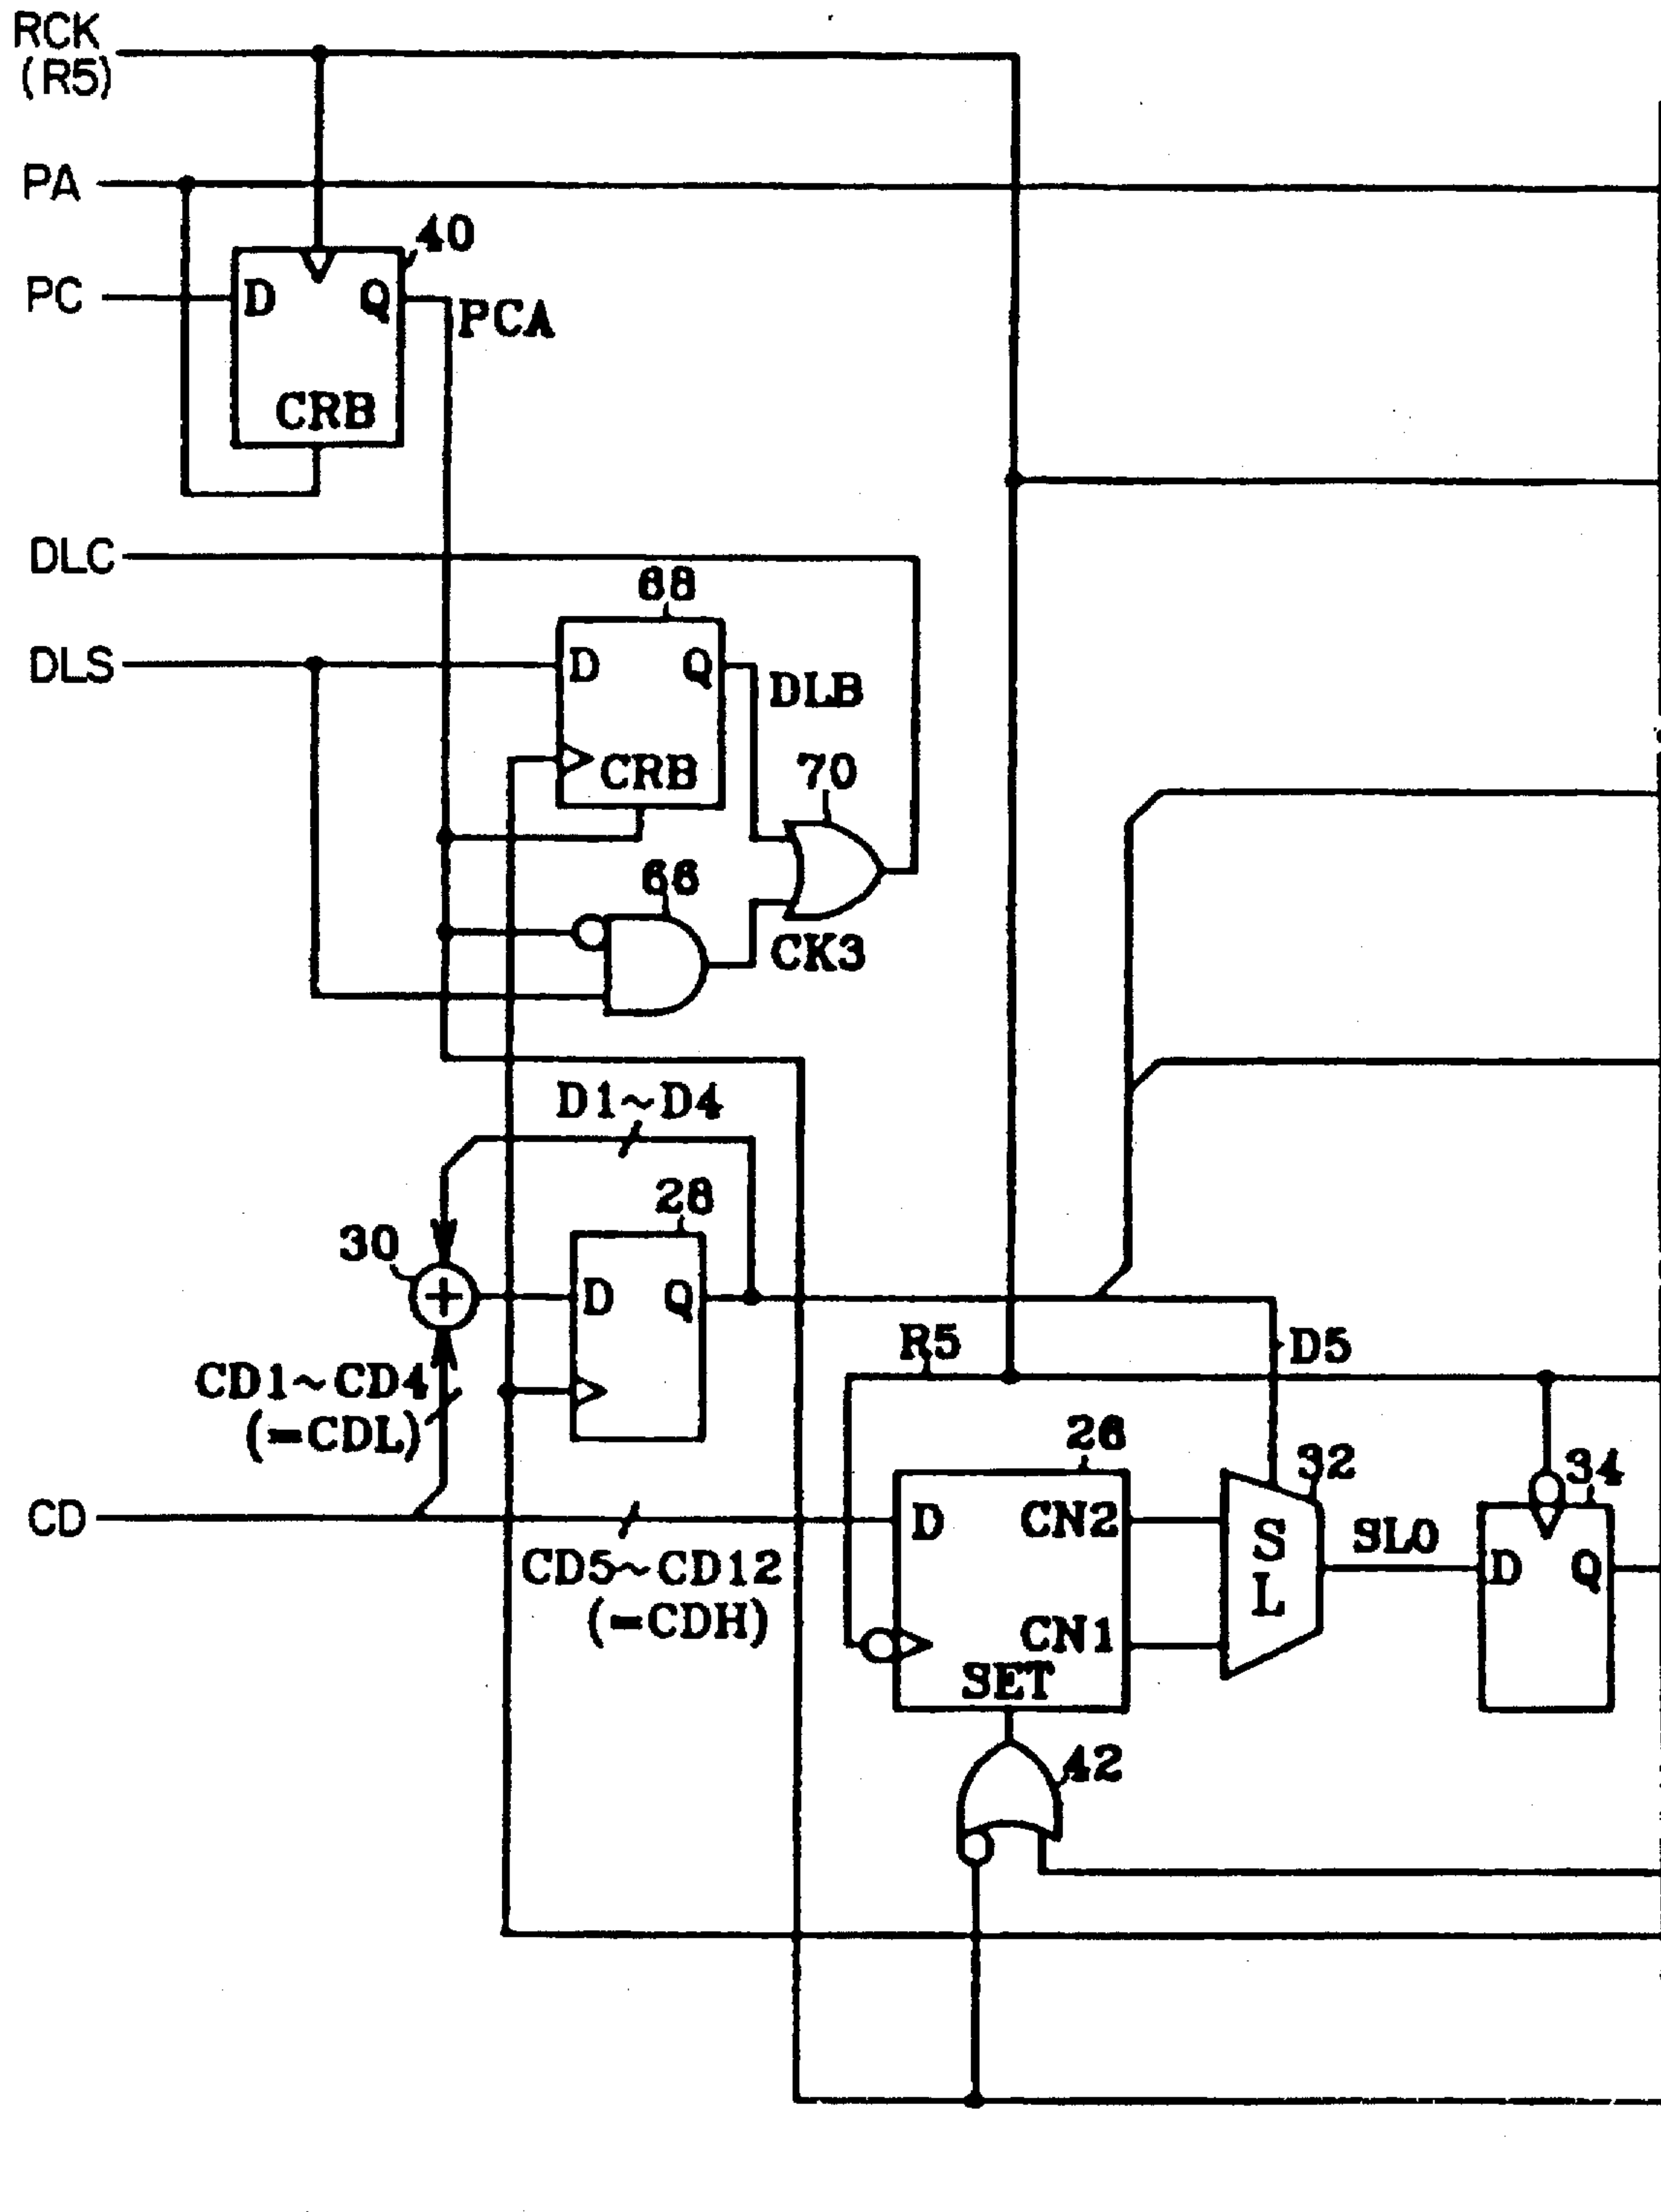 RCK
(R5)
PA
40
PC
D Q
PCA
CRB
DLC
68
DLS
D Q
DLB
CRB
70
66
CK3
D1~D4
28
30
D Q
R5
D5
CD1~CD4
(=CDL)
26
32
34
CD
D CN2
S
L
SLO
D Q
CD5~CD12
(=CDH)
CN1
SET
42